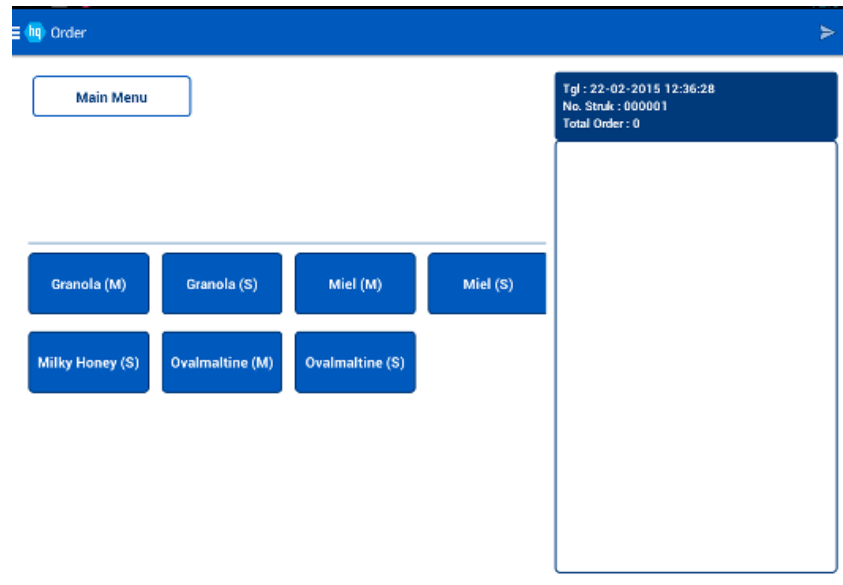 hq Order
Main Menu
Tgl : 22-02-2015 12:36:28
No. Struk : 000001
Total Order : 0
Granola (M)
Granola (S)
Miel (M)
Miel (S)
Milky Honey (S)
Ovalmaltine (M)
Ovalmaltine (S)